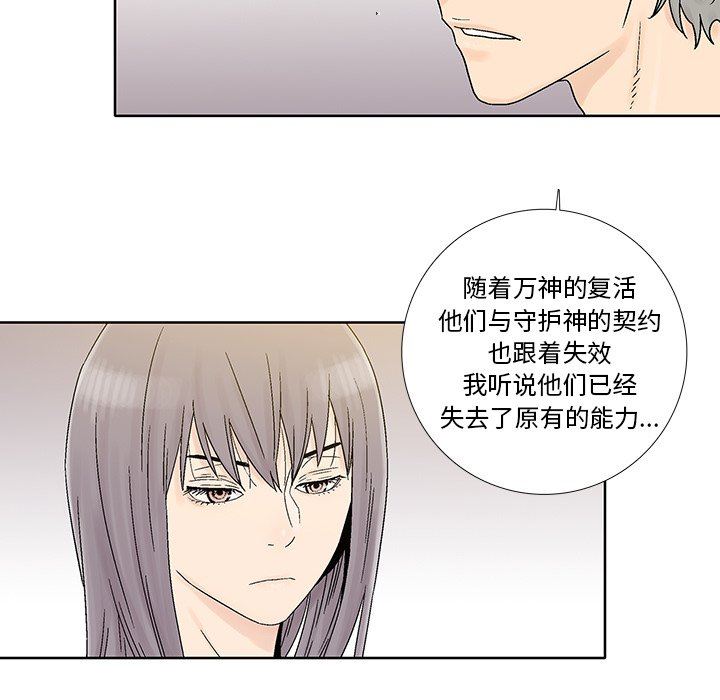 随着万神的复活
他们与守护神的契约
也跟着失效
我听说他们已经
失去了原有的能力...